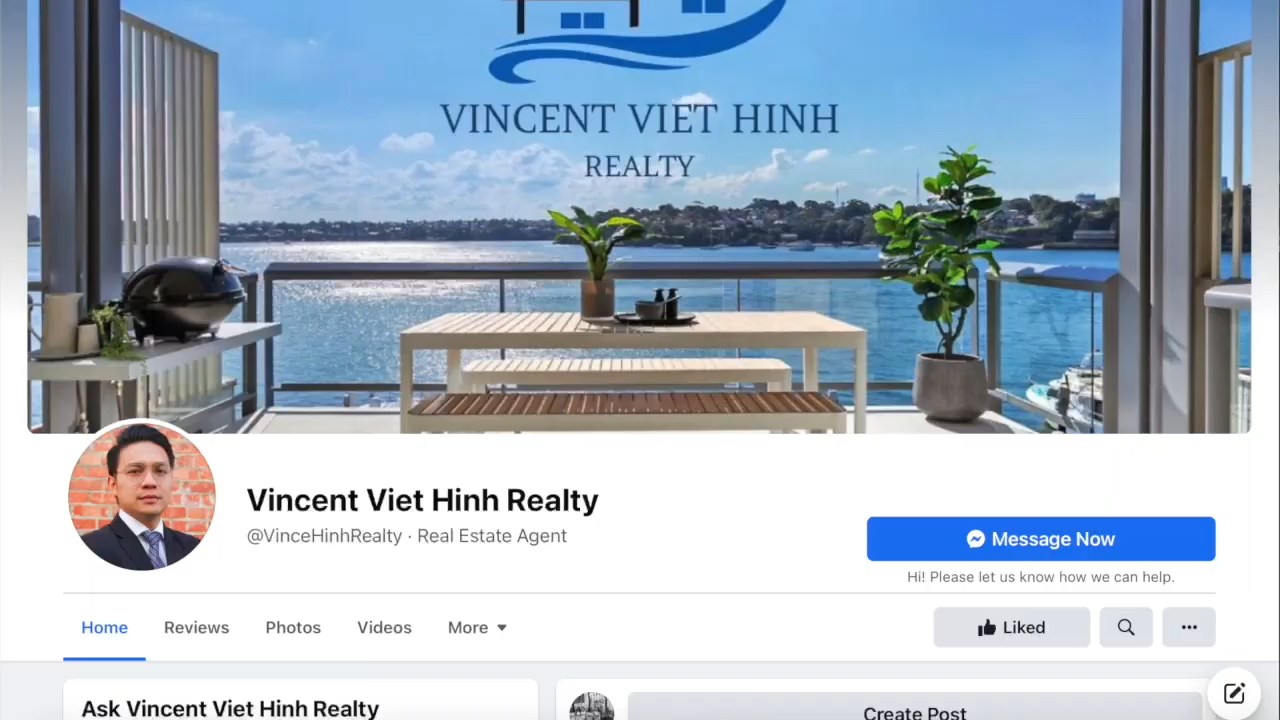 VINCENT VIET HINH
REALTY
Vincent Viet Hinh Realty
@VinceHinhRealty · Real Estate Agent
Message Now
Hi! Please let us know how we can help.
Home
Reviews
Photos
Videos
More
Liked
Ask Vincent Viet Hinh Realty
Create Post